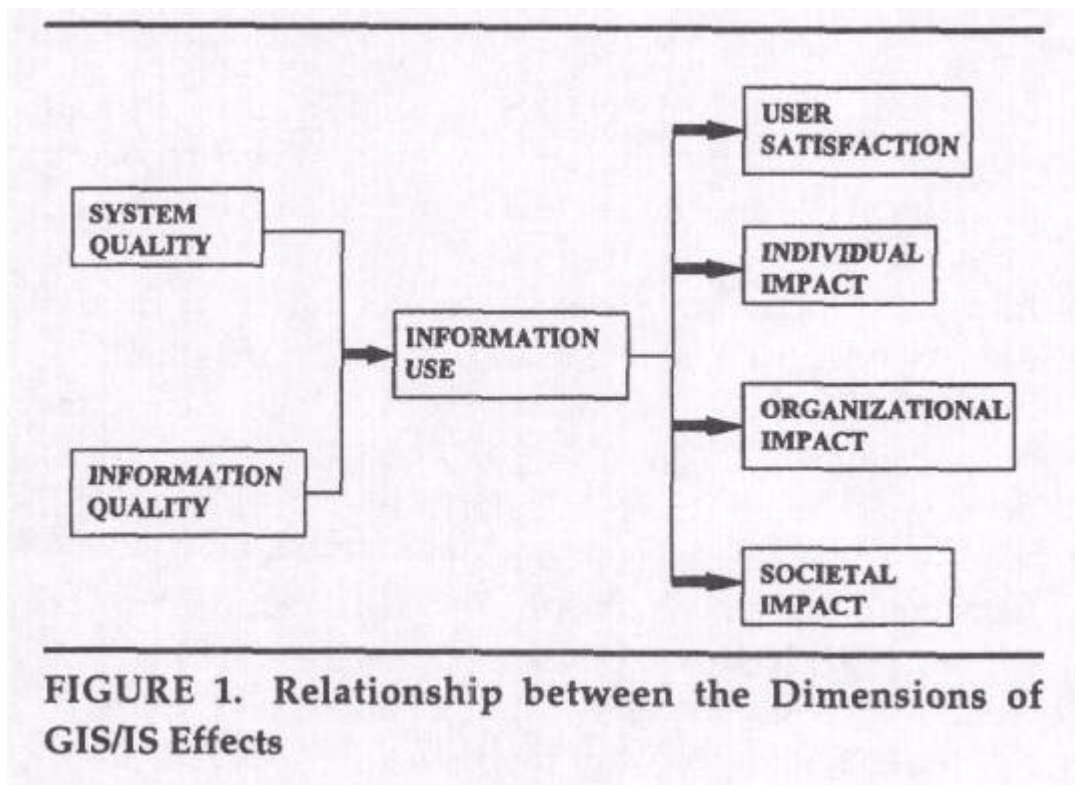 SYSTEM
QUALITY
INFORMATION
QUALITY
INFORMATION
USE
USER
SATISFACTION
INDIVIDUAL
IMPACT
ORGANIZATIONAL
IMPACT
SOCIETAL
IMPACT
FIGURE 1. Relationship between the Dimensions of
GIS/IS Effects